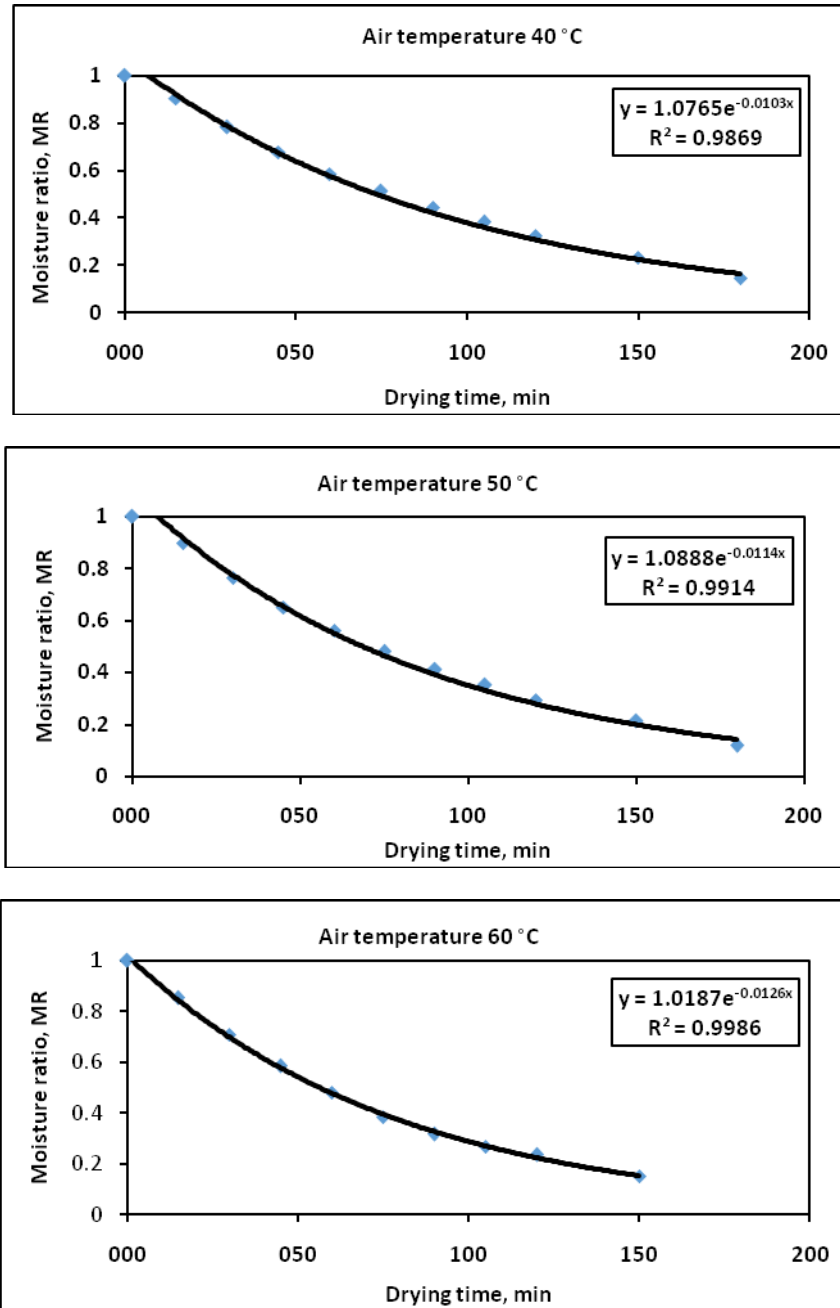 Air temperature 40 °C
Moisture ratio, MR
1
0.8
0.6
0.4
0.2
0
y = 1.0765e^-0.0103x
R² = 0.9869
000 050 100 150 200
Drying time, min
Air temperature 50 °C
Moisture ratio, MR
1
0.8
0.6
0.4
0.2
0
y = 1.0888e^-0.0114x
R² = 0.9914
000 050 100 150 200
Drying time, min
Air temperature 60 °C
Moisture ratio, MR
1
0.8
0.6
0.4
0.2
0
y = 1.0187e^-0.0126x
R² = 0.9986
000 050 100 150 200
Drying time, min